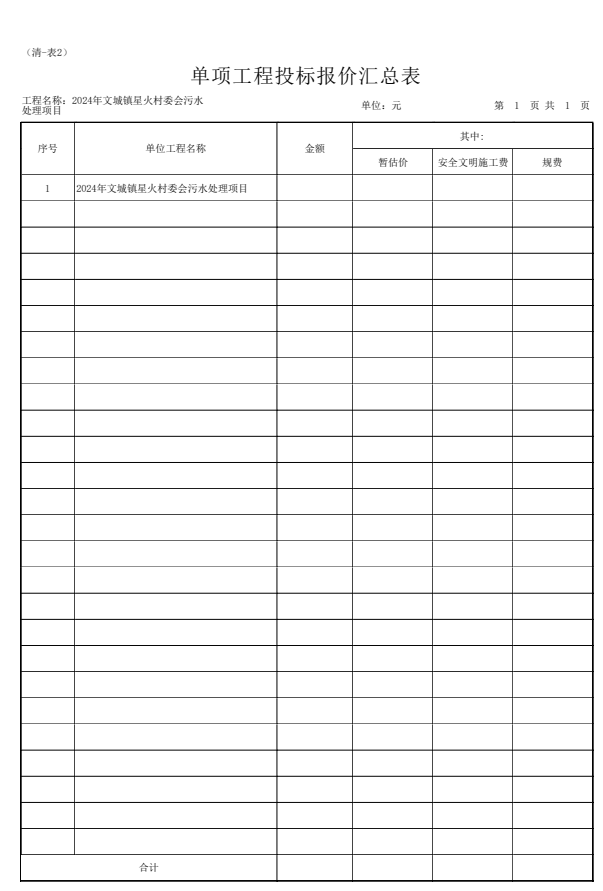 （清-表2）
单项工程投标报价汇总表
工程名称：2024年文城镇星火村委会污水
处理项目
单位：元
第 1 页 共 1 页
序号
单位工程名称
金额
其中：
暂估价
安全文明施工费
规费
1
2024年文城镇星火村委会污水处理项目
合计